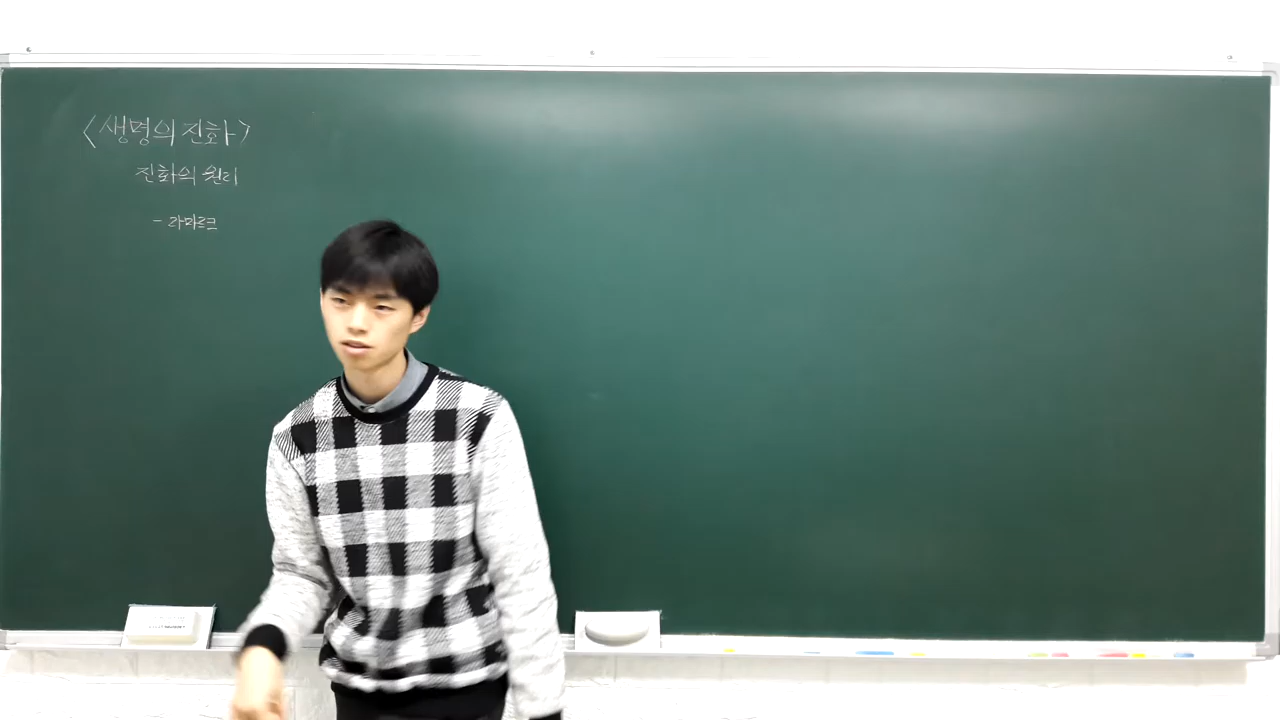 <생명의 진화>
진화의 원리
- 라마르크